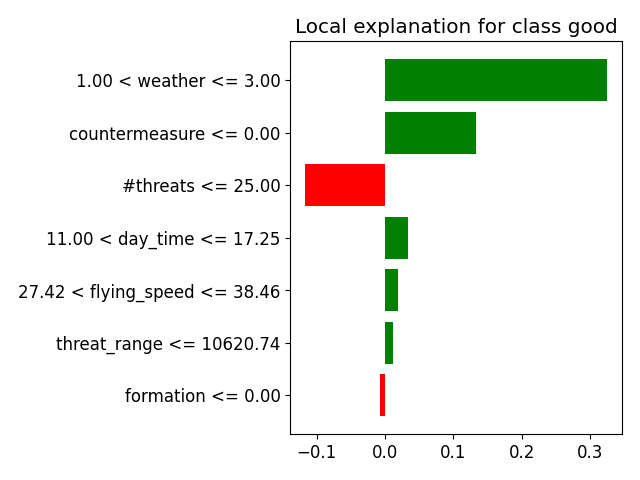 Local explanation for class good
1.00 < weather <= 3.00
countermeasure <= 0.00
#threats <= 25.00
11.00 < day_time <= 17.25
27.42 < flying_speed <= 38.46
threat_range <= 10620.74
formation <= 0.00
−0.1 0.0 0.1 0.2 0.3